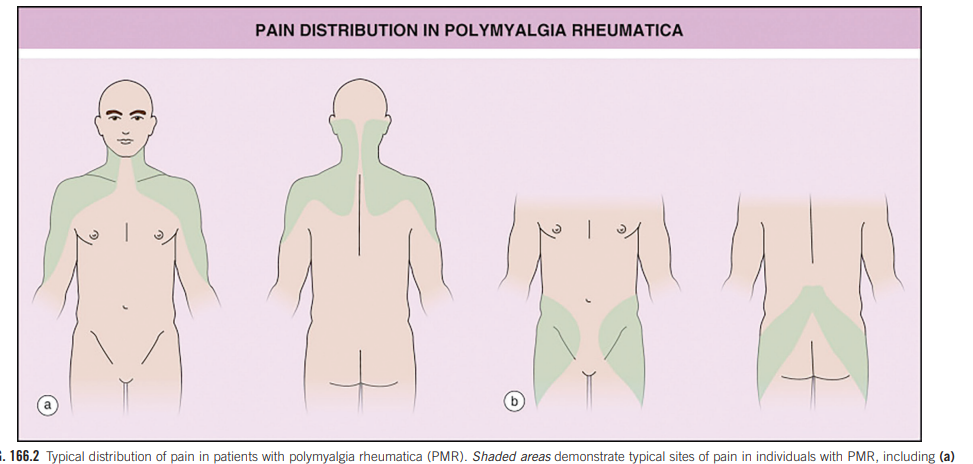 PAIN DISTRIBUTION IN POLYMYALGIA RHEUMATICA
a
b
166.2 Typical distribution of pain in patients with polymyalgia rheumatica (PMR). Shaded areas demonstrate typical sites of pain in individuals with PMR, including (a)